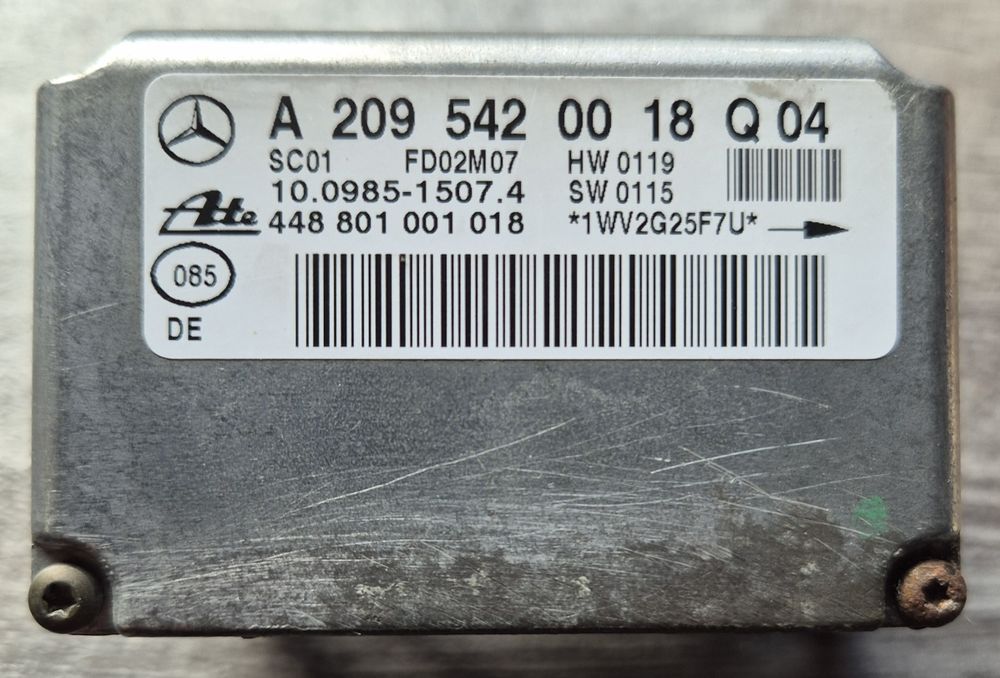 A 209 542 00 18 Q 04
SC01 FD02M07 HW 0119
10.0985-1507.4 SW 0115
Ate 448 801 001 018 *1WV2G25F7U*
085
DE